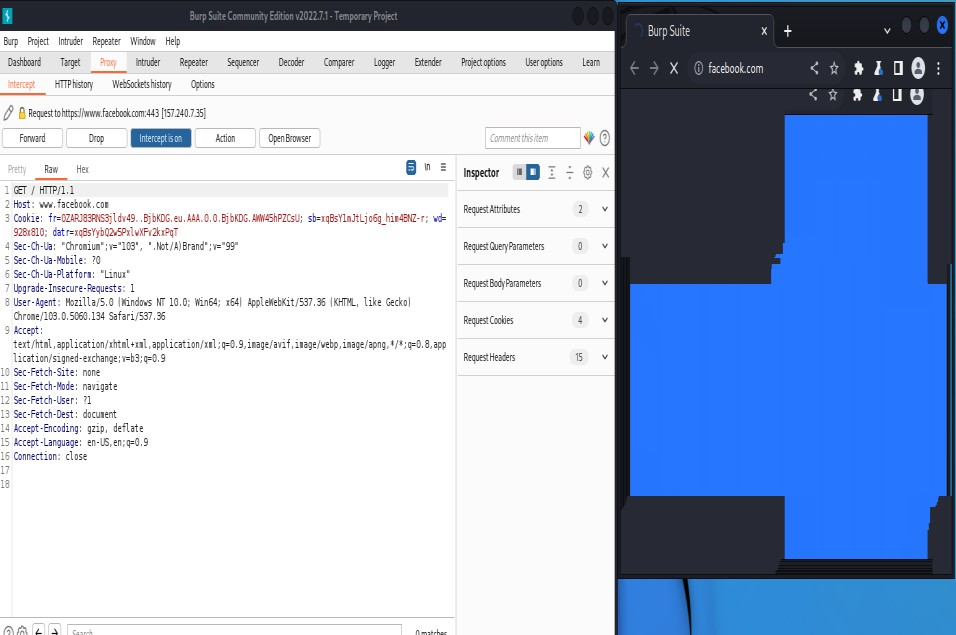 Burp Suite Community Edition v2022.7.1 - Temporary Project
Burp Project Intruder Repeater Window Help
Dashboard Target Proxy Intruder Repeater Sequencer Decoder Comparer Logger Extender Project options User options Learn
Intercept HTTP history WebSockets history Options
Request to https://www.facebook.com:443 [157.240.7.35]
Forward Drop Intercept is on Action Open Browser Comment this item
Pretty Raw Hex \n
1 GET / HTTP/1.1
2 Host: www.facebook.com
3 Cookie: fr=0ZARJ83RNS3jldv49..BjbKDG.eu.AAA.0.0.BjbKDG.AWW45hPZCsU; sb=xqBsY1mJtLjo6g_him4BNZ-r; wd=
928x810; datr=xqBsYybQ2w5PxlwXFv2kxPqT
4 Sec-Ch-Ua: "Chromium";v="103", ".Not/A)Brand";v="99"
5 Sec-Ch-Ua-Mobile: ?0
6 Sec-Ch-Ua-Platform: "Linux"
7 Upgrade-Insecure-Requests: 1
8 User-Agent: Mozilla/5.0 (Windows NT 10.0; Win64; x64) AppleWebKit/537.36 (KHTML, like Gecko)
Chrome/103.0.5060.134 Safari/537.36
9 Accept:
text/html,application/xhtml+xml,application/xml;q=0.9,image/avif,image/webp,image/apng,*/*;q=0.8,app
lication/signed-exchange;v=b3;q=0.9
10 Sec-Fetch-Site: none
11 Sec-Fetch-Mode: navigate
12 Sec-Fetch-User: ?1
13 Sec-Fetch-Dest: document
14 Accept-Encoding: gzip, deflate
15 Accept-Language: en-US,en;q=0.9
16 Connection: close
17
18
Search... 0 matches
Inspector
Request Attributes 2
Request Query Parameters 0
Request Body Parameters 0
Request Cookies 4
Request Headers 15
Burp Suite
facebook.com